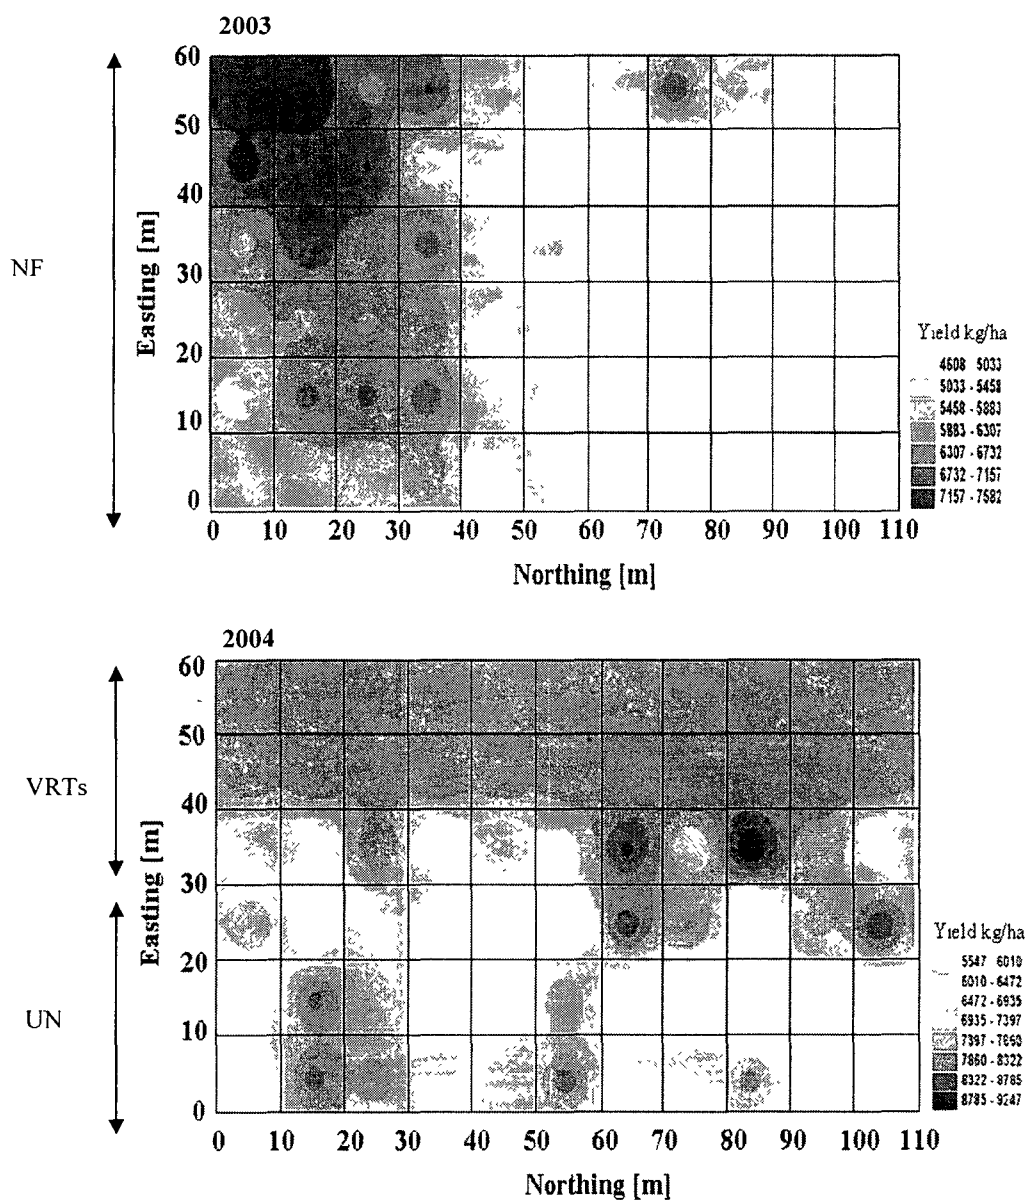 2003
60
50
40
30
20
10
0
NF
Easting [m]
0 10 20 30 40 50 60 70 80 90 100 110
Northing [m]
Yield kg/ha
4608 5033
5033 - 5458
5458 - 5883
5883 - 6307
6307 - 6732
6732 - 7157
7157 - 7582
2004
60
50
40
30
20
10
0
VRTs
UN
Easting [m]
0 10 20 30 40 50 60 70 80 90 100 110
Northing [m]
Yield kg/ha
5547 6010
6010 - 6472
6472 - 6935
6935 - 7397
7397 - 7860
7860 - 8322
8322 - 8785
8785 - 9247